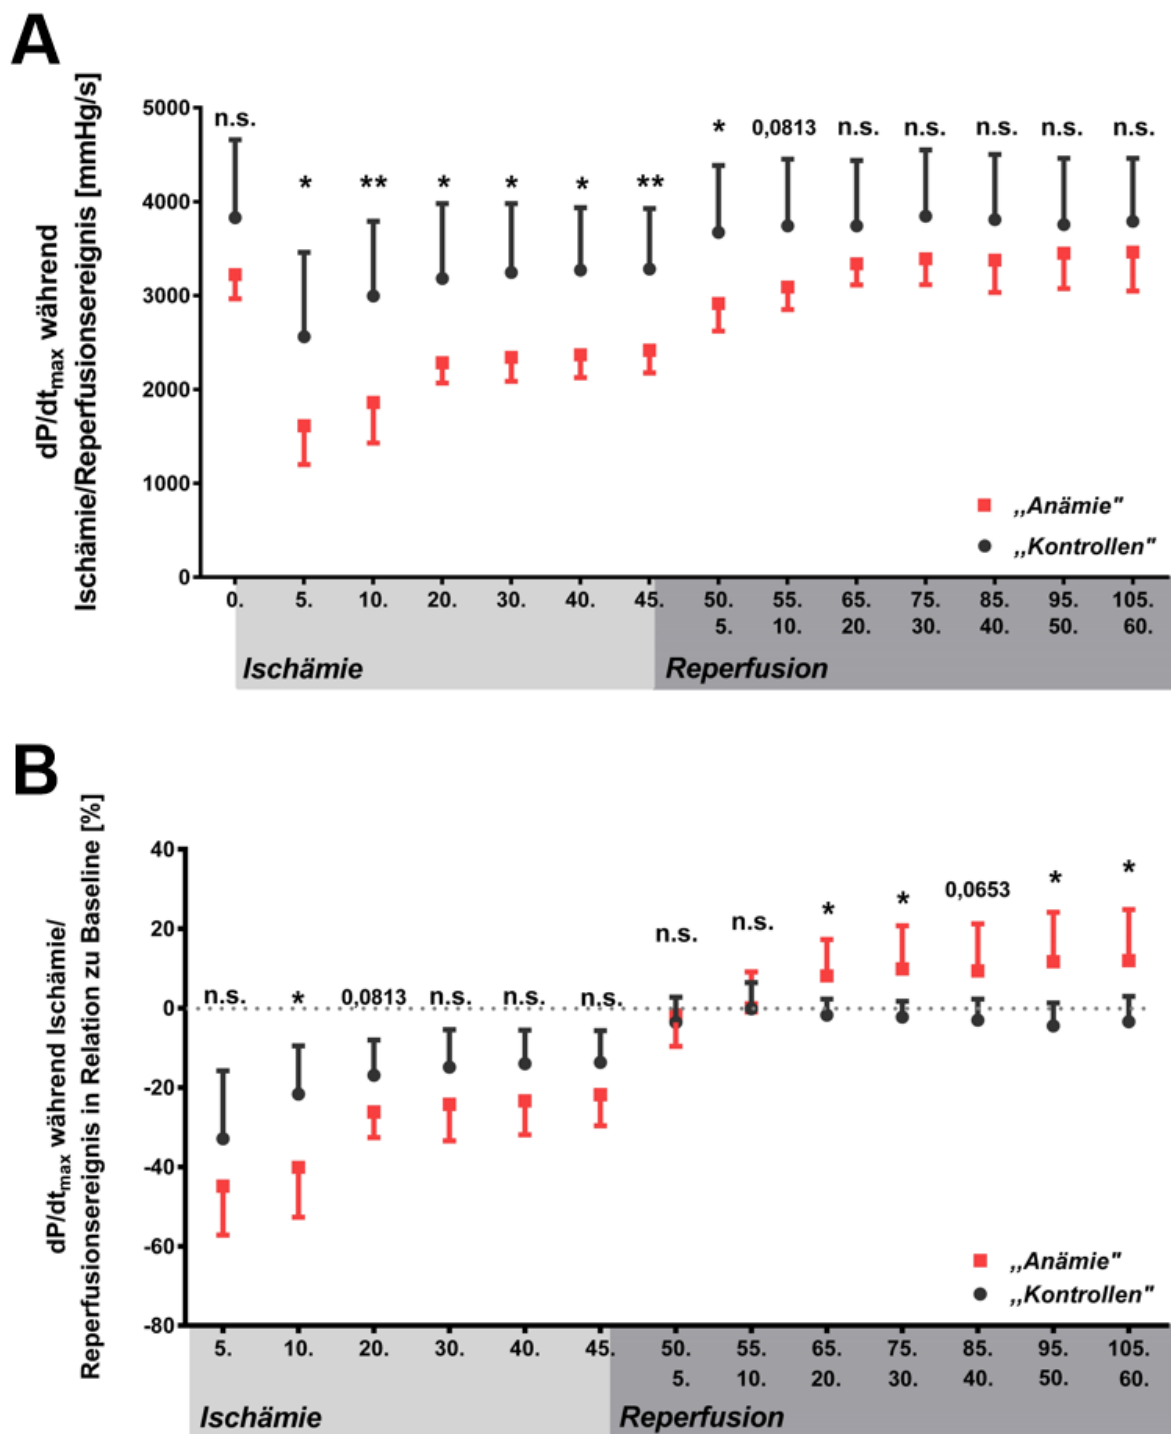 A
dP/dtmax während
Ischämie/Reperfusionsereignis [mmHg/s]
5000
4000
3000
2000
1000
0
n.s. * ** * * * ** * 0,0813 n.s. n.s. n.s. n.s. n.s.
,,Anämie"
,,Kontrollen"
0. 5. 10. 20. 30. 40. 45. 50. 55. 65. 75. 85. 95. 105.
5. 10. 20. 30. 40. 50. 60.
Ischämie Reperfusion
B
dP/dtmax während Ischämie/
Reperfusionsereignis in Relation zu Baseline [%]
40
20
0
-20
-40
-60
-80
n.s. * 0,0813 n.s. n.s. n.s. n.s. n.s. * * 0,0653 * *
,,Anämie"
,,Kontrollen"
5. 10. 20. 30. 40. 45. 50. 55. 65. 75. 85. 95. 105.
5. 10. 20. 30. 40. 50. 60.
Ischämie Reperfusion